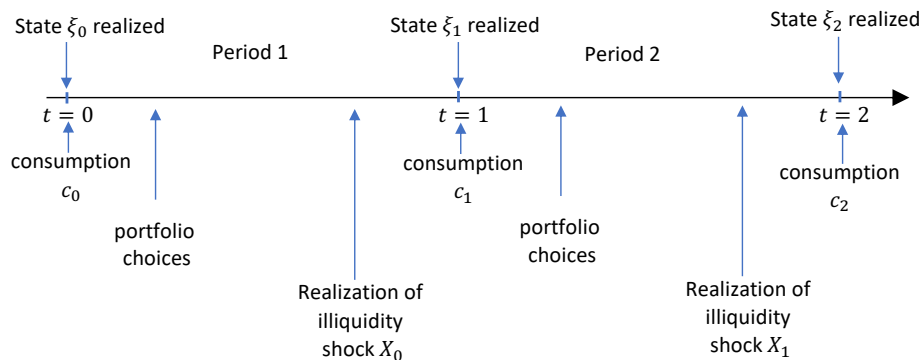 State ξ₀ realized
State ξ₁ realized
State ξ₂ realized
Period 1
Period 2
t = 0
t = 1
t = 2
consumption
c₀
consumption
c₁
consumption
c₂
portfolio
choices
portfolio
choices
Realization of
illiquidity
shock X₀
Realization of
illiquidity
shock X₁